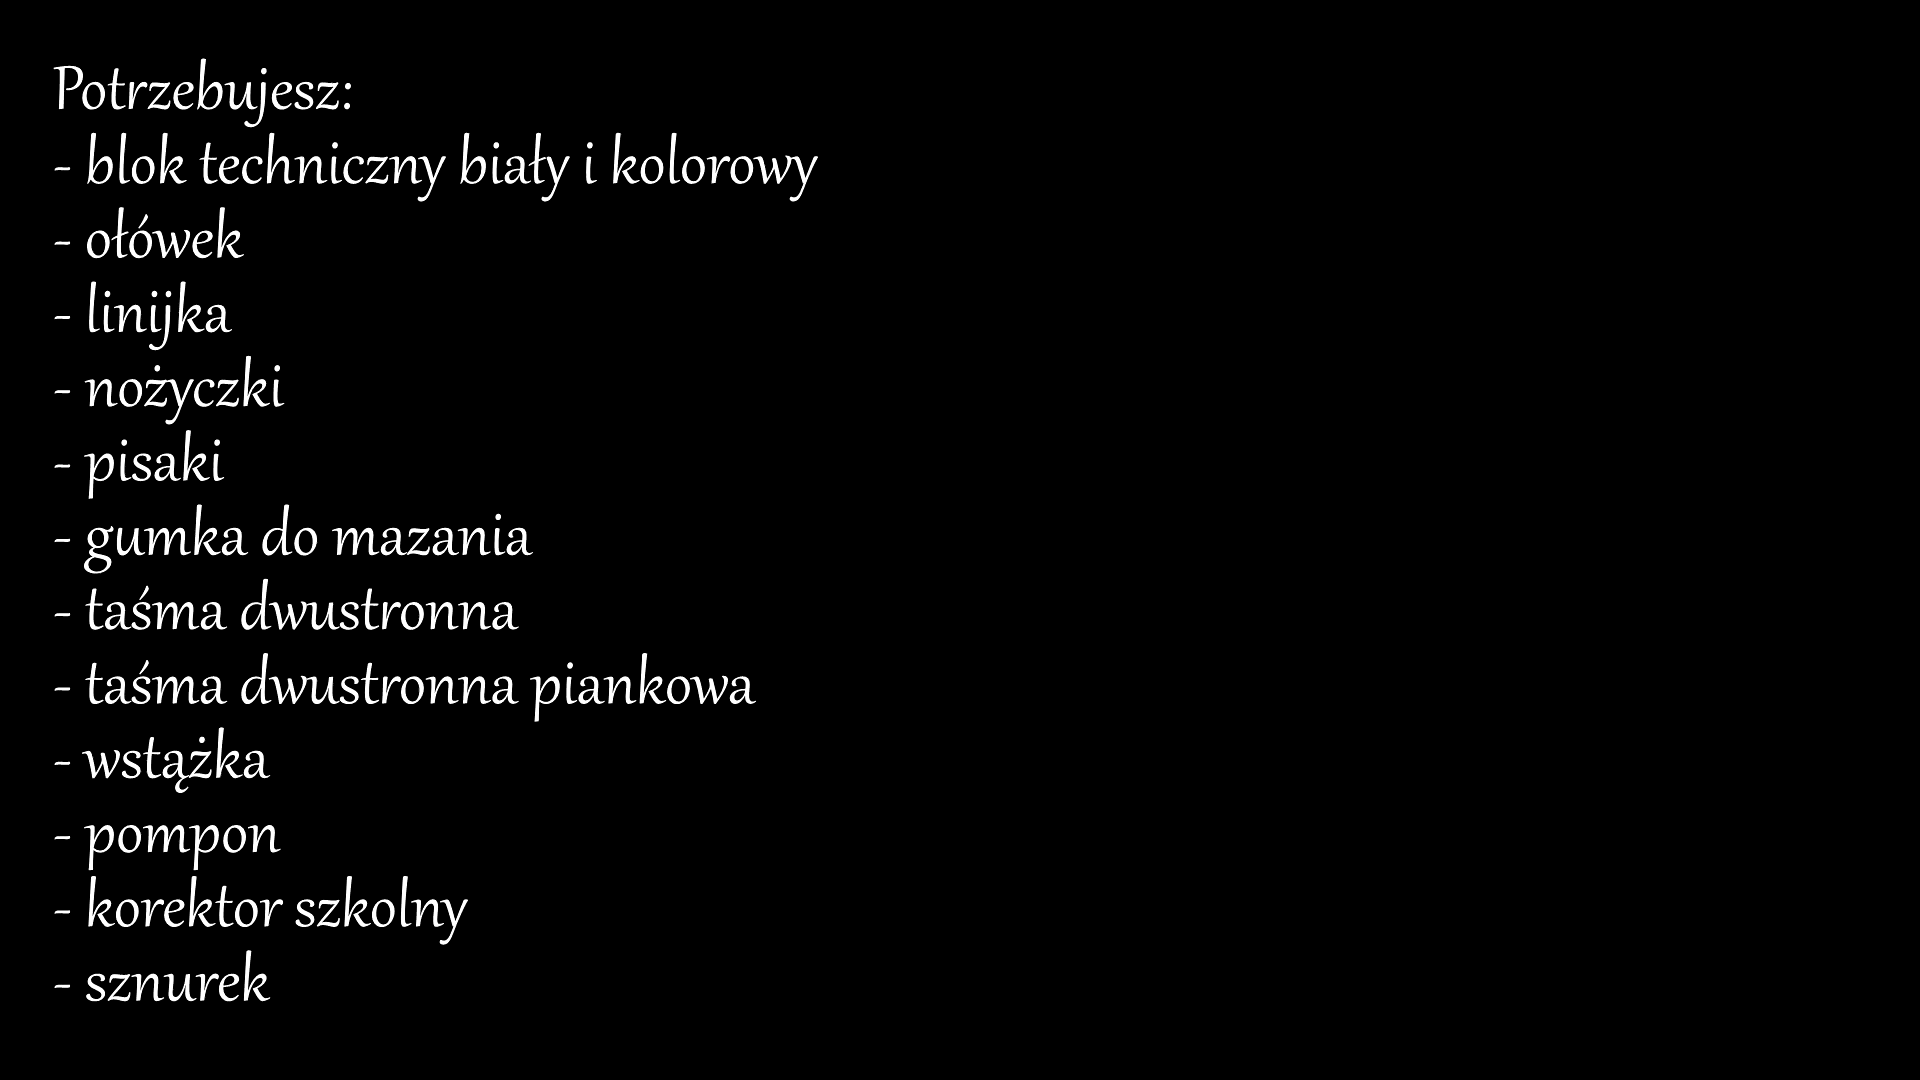 Potrzebujesz:
- blok techniczny biały i kolorowy
- ołówek
- linijka
- nożyczki
- pisaki
- gumka do mazania
- taśma dwustronna
- taśma dwustronna piankowa
- wstążka
- pompon
- korektor szkolny
- sznurek